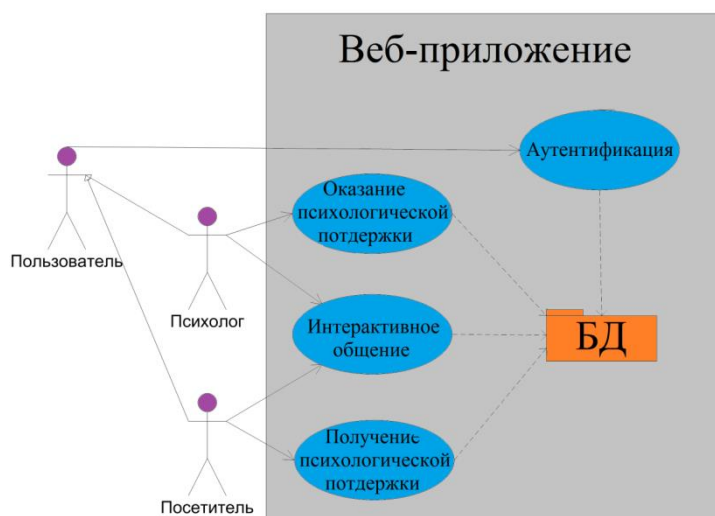 Веб-приложение
Аутентификация
Оказание
психологической
потдержки
Пользователь
Психолог
Интерактивное
общение
БД
Получение
психологической
потдержки
Посетитель